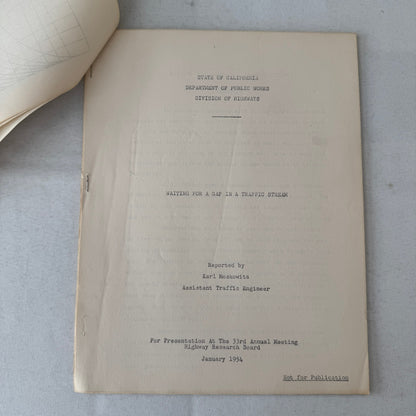 STATE OF CALIFORNIA
DEPARTMENT OF PUBLIC WORKS
DIVISION OF HIGHWAYS
WAITING FOR A GAP IN A TRAFFIC STREAM
Reported by
Karl Moskowitz
Assistant Traffic Engineer
For Presentation At The 33rd Annual Meeting
Highway Research Board
January 1954
Not for Publication